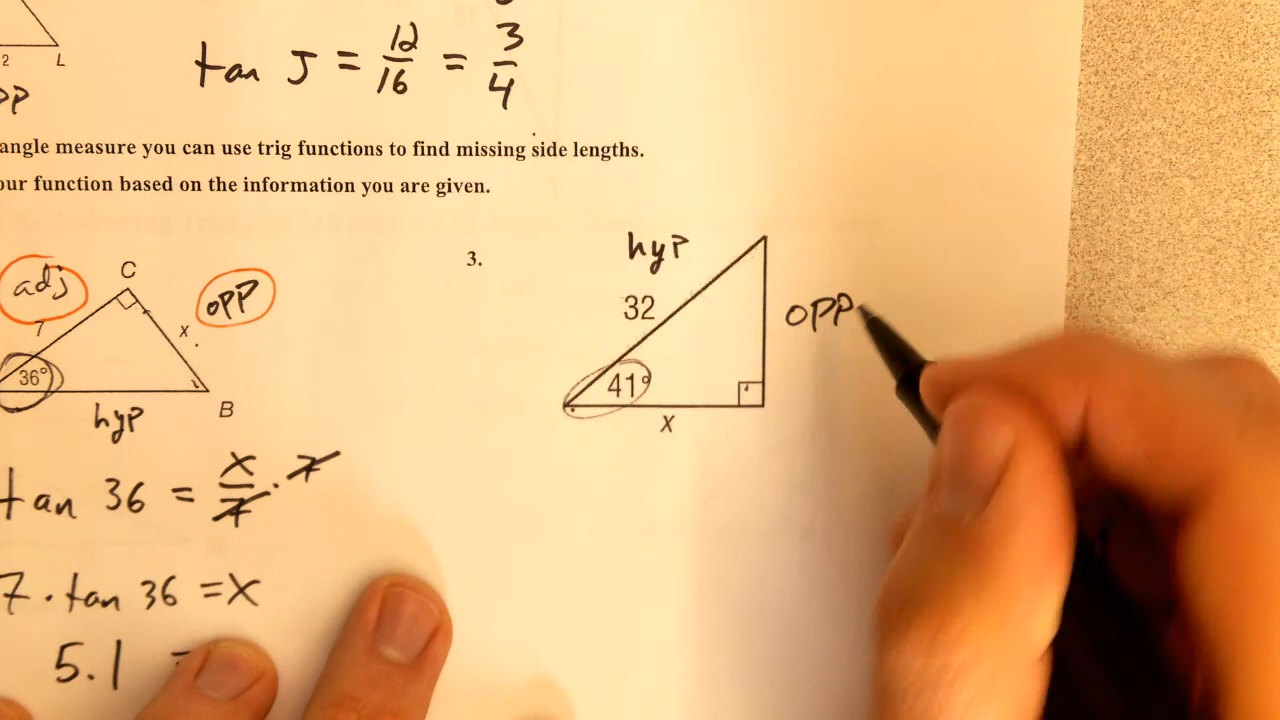 2 L
tan J = 12/16 = 3/4
angle measure you can use trig functions to find missing side lengths.
our function based on the information you are given.
adj
C
opp
7
x
36°
hyp
B
tan 36 = x/7 · 7
7 · tan 36 = x
5.1
3.
hyp
32
opp
41°
x